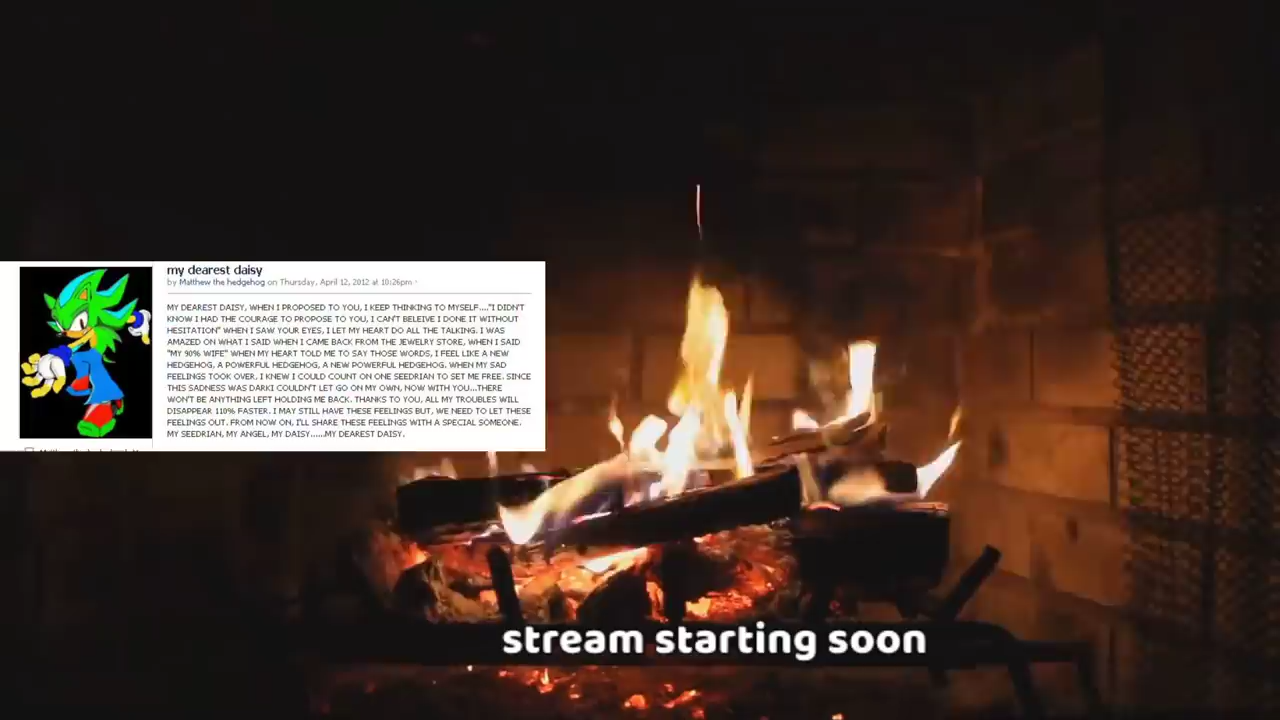 my dearest daisy
by Matthew the hedgehog on Thursday, April 12, 2012 at 10:26pm ·
MY DEAREST DAISY, WHEN I PROPOSED TO YOU, I KEEP THINKING TO MYSELF...."I DIDN'T
KNOW I HAD THE COURAGE TO PROPOSE TO YOU, I CAN'T BELEIVE I DONE IT WITHOUT
HESITATION" WHEN I SAW YOUR EYES, I LET MY HEART DO ALL THE TALKING. I WAS
AMAZED ON WHAT I SAID WHEN I CAME BACK FROM THE JEWELRY STORE, WHEN I SAID
"MY 90% WIFE" WHEN MY HEART TOLD ME TO SAY THOSE WORDS, I FEEL LIKE A NEW
HEDGEHOG, A POWERFUL HEDGEHOG, A NEW POWERFUL HEDGEHOG. WHEN MY SAD
FEELINGS TOOK OVER, I KNEW I COULD COUNT ON ONE SEEDRIAN TO SET ME FREE. SINCE
THIS SADNESS WAS DARKI COULDN'T LET GO ON MY OWN, NOW WITH YOU...THERE
WON'T BE ANYTHING LEFT HOLDING ME BACK. THANKS TO YOU, ALL MY TROUBLES WILL
DISAPPEAR 110% FASTER. I MAY STILL HAVE THESE FEELINGS BUT, WE NEED TO LET THESE
FEELINGS OUT. FROM NOW ON, I'LL SHARE THESE FEELINGS WITH A SPECIAL SOMEONE.
MY SEEDRIAN, MY ANGEL, MY DAISY......MY DEAREST DAISY.
stream starting soon